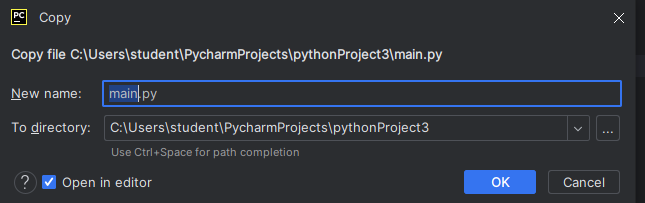 PC Copy
Copy file C:\Users\student\PycharmProjects\pythonProject3\main.py
New name: main.py
To directory: C:\Users\student\PycharmProjects\pythonProject3 ...
Use Ctrl+Space for path completion
? Open in editor OK Cancel